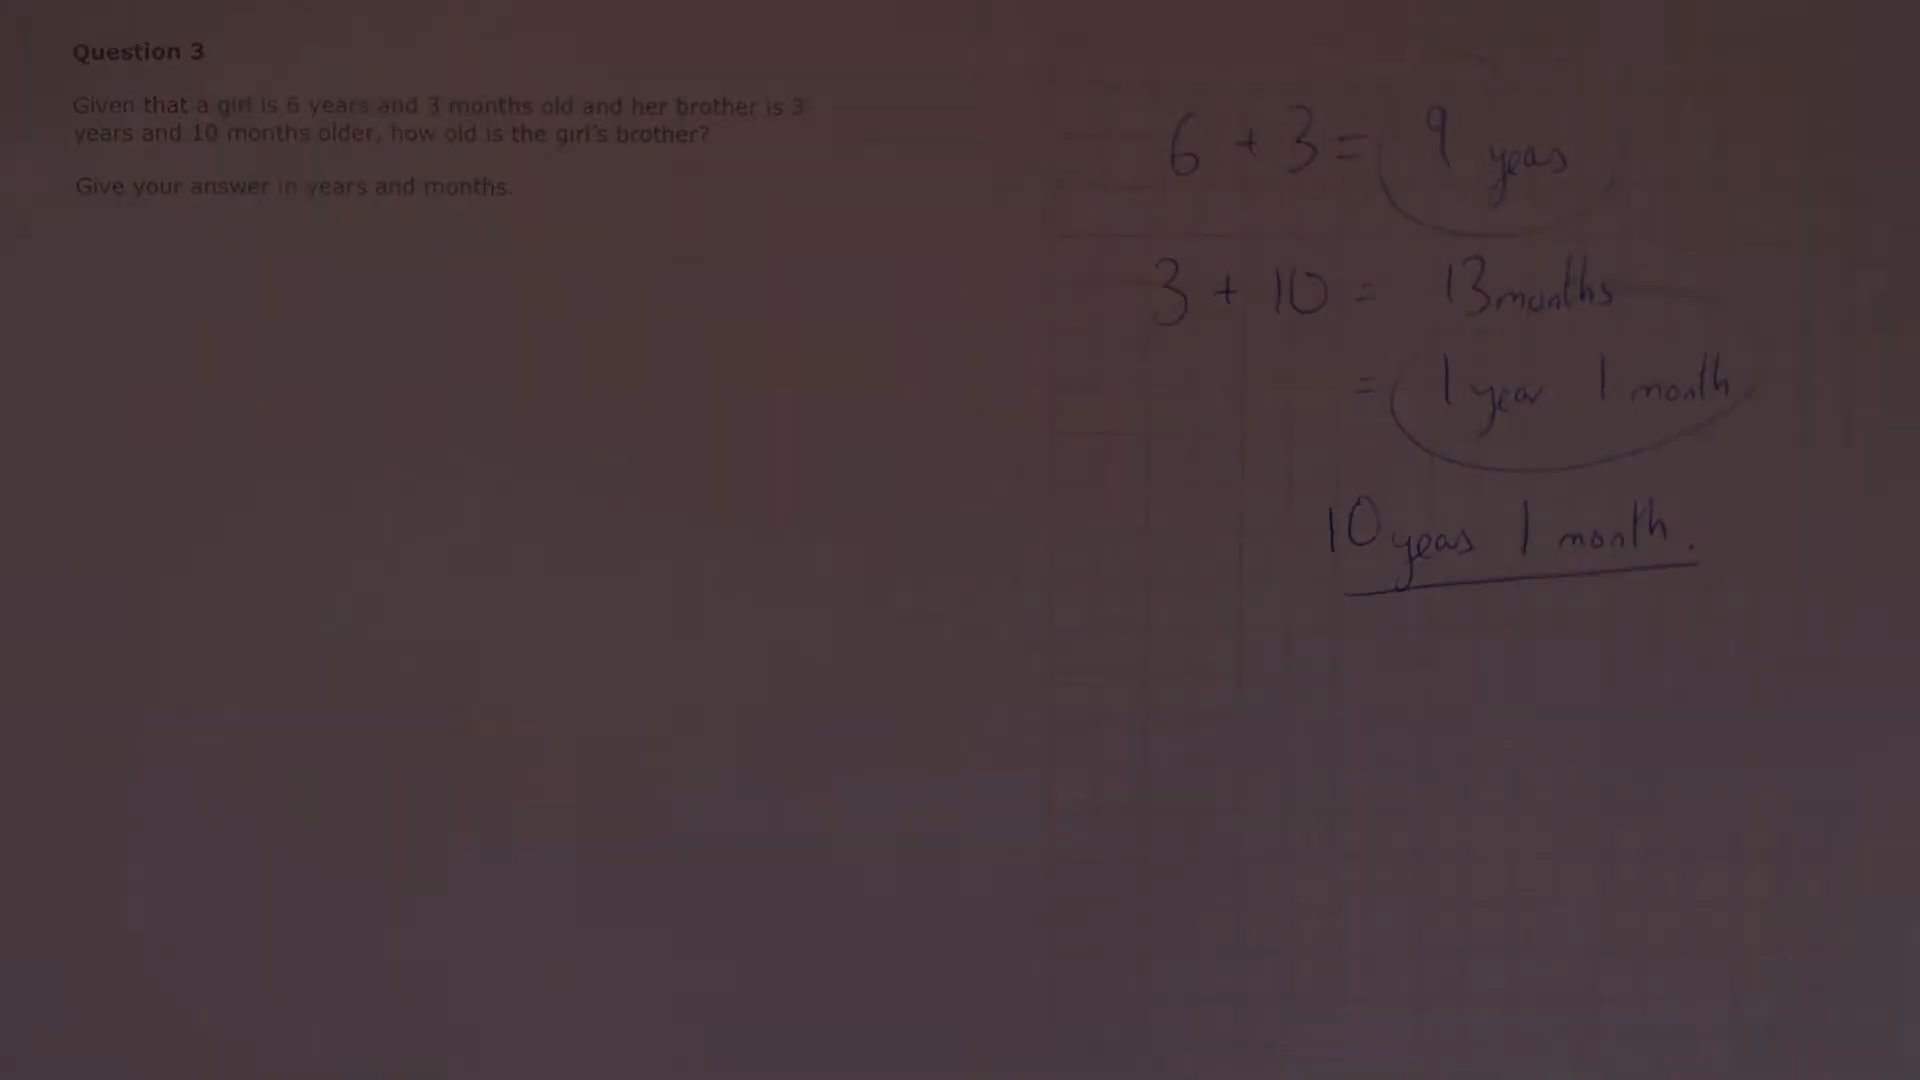 Question 3
Given that a girl is 6 years and 3 months old and her brother is 3
years and 10 months older, how old is the girl's brother?
Give your answer in years and months.
6 + 3 = 9 years
3 + 10 = 13 months
= 1 year 1 month
10 years 1 month.